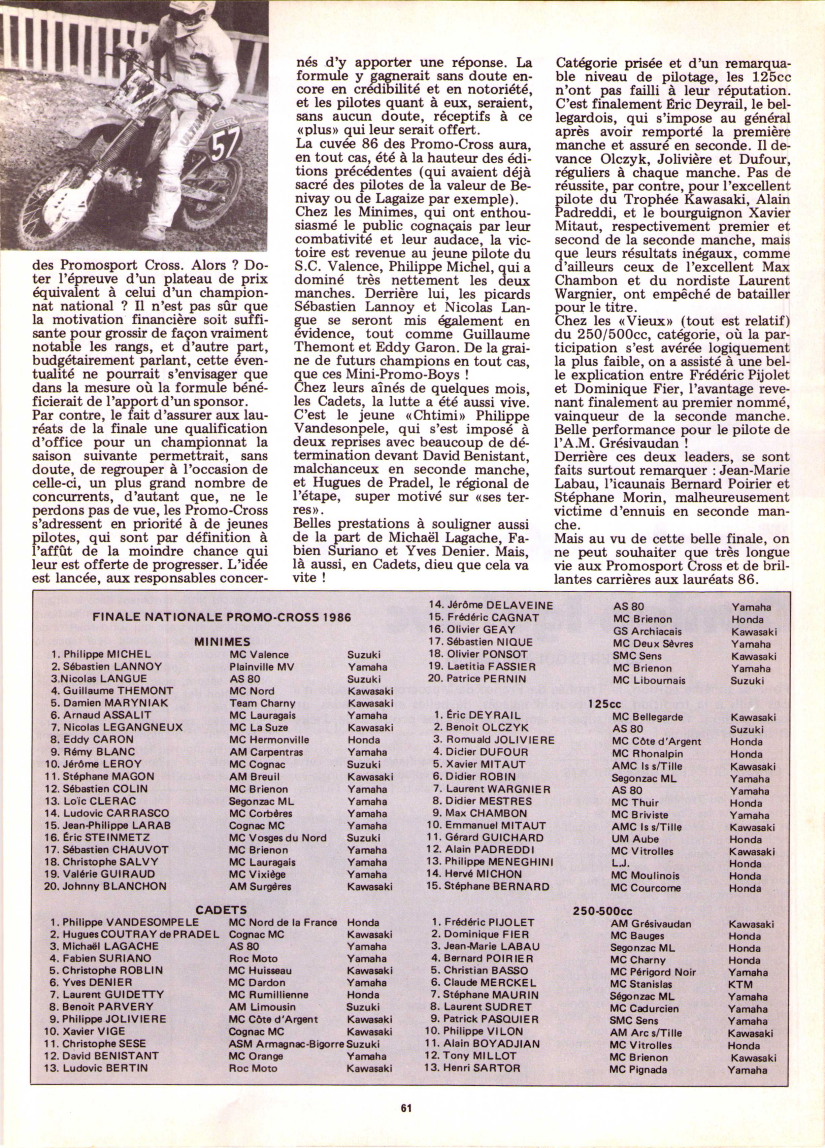 57
ULTRA
des Promosport Cross. Alors ? Do-
ter l'épreuve d'un plateau de prix
équivalent à celui d'un champion-
nat national ? Il n'est pas sûr que
la motivation financière soit suffi-
sante pour grossir de façon vraiment
notable les rangs, et d'autre part,
budgétairement parlant, cette éven-
tualité ne pourrait s'envisager que
dans la mesure où la formule béné-
ficierait de l'apport d'un sponsor.
Par contre, le fait d'assurer aux lau-
réats de la finale une qualification
d'office pour un championnat la
saison suivante permettrait, sans
doute, de regrouper à l'occasion de
celle-ci, un plus grand nombre de
concurrents, d'autant que, ne le
perdons pas de vue, les Promo-Cross
s'adressent en priorité à de jeunes
pilotes, qui sont par définition à
l'affût de la moindre chance qui
leur est offerte de progresser. L'idée
est lancée, aux responsables concer-
nés d'y apporter une réponse. La
formule y gagnerait sans doute en-
core en crédibilité et en notoriété,
et les pilotes quant à eux, seraient,
sans aucun doute, réceptifs à ce
«plus» qui leur serait offert.
La cuvée 86 des Promo-Cross aura,
en tout cas, été à la hauteur des édi-
tions précédentes (qui avaient déjà
sacré des pilotes de la valeur de Be-
nivay ou de Lagaize par exemple).
Chez les Minimes, qui ont enthou-
siasmé le public cognaçais par leur
combativité et leur audace, la vic-
toire est revenue au jeune pilote du
S.C. Valence, Philippe Michel, qui a
dominé très nettement les deux
manches. Derrière lui, les picards
Sébastien Lannoy et Nicolas Lan-
gue se seront mis également en
évidence, tout comme Guillaume
Themont et Eddy Garon. De la grai-
ne de futurs champions en tout cas,
que ces Mini-Promo-Boys !
Chez leurs aînés de quelques mois,
les Cadets, la lutte a été aussi vive.
C'est le jeune «Chtimi» Philippe
Vandesonpele, qui s'est imposé à
deux reprises avec beaucoup de dé-
termination devant David Benistant,
malchanceux en seconde manche,
et Hugues de Pradel, le régional de
l'étape, super motivé sur «ses ter-
res».
Belles prestations à souligner aussi
de la part de Michaël Lagache, Fa-
bien Suriano et Yves Denier. Mais,
là aussi, en Cadets, dieu que cela va
vite !
Catégorie prisée et d'un remarqua-
ble niveau de pilotage, les 125cc
n'ont pas failli à leur réputation.
C'est finalement Éric Deyrail, le bel-
legardois, qui s'impose au général
après avoir remporté la première
manche et assuré en seconde. Il de-
vance Olczyk, Jolivière et Dufour,
réguliers à chaque manche. Pas de
réussite, par contre, pour l'excellent
pilote du Trophée Kawasaki, Alain
Padreddi, et le bourguignon Xavier
Mitaut, respectivement premier et
second de la seconde manche, mais
que leurs résultats inégaux, comme
d'ailleurs ceux de l'excellent Max
Chambon et du nordiste Laurent
Wargnier, ont empêché de batailler
pour le titre.
Chez les «Vieux» (tout est relatif)
du 250/500cc, catégorie, où la par-
ticipation s'est avérée logiquement
la plus faible, on a assisté à une bel-
le explication entre Frédéric Pijolet
et Dominique Fier, l'avantage reve-
nant finalement au premier nommé,
vainqueur de la seconde manche.
Belle performance pour le pilote de
l'A.M. Grésivaudan !
Derrière ces deux leaders, se sont
faits surtout remarquer : Jean-Marie
Labau, l'icaunais Bernard Poirier et
Stéphane Morin, malheureusement
victime d'ennuis en seconde man-
che.
Mais au vu de cette belle finale, on
ne peut souhaiter que très longue
vie aux Promosport Cross et de bril-
lantes carrières aux lauréats 86.
FINALE NATIONALE PROMO-CROSS 1986
MINIMES
1. Philippe MICHEL MC Valence Suzuki
2. Sébastien LANNOY Plainville MV Yamaha
3.Nicolas LANGUE AS 80 Suzuki
4. Guillaume THEMONT MC Nord Kawasaki
5. Damien MARYNIAK Team Charny Kawasaki
6. Arnaud ASSALIT MC Lauragais Yamaha
7. Nicolas LEGANGNEUX MC La Suze Kawasaki
8. Eddy CARON MC Hermonville Honda
9. Rémy BLANC AM Carpentras Yamaha
10. Jérôme LEROY MC Cognac Suzuki
11. Stéphane MAGON AM Breuil Kawasaki
12. Sébastien COLIN MC Brienon Yamaha
13. Loïc CLERAC Segonzac ML Yamaha
14. Ludovic CARRASCO MC Corbères Yamaha
15. Jean-Philippe LARAB Cognac MC Yamaha
16. Éric STEINMETZ MC Vosges du Nord Suzuki
17. Sébastien CHAUVOT MC Brienon Yamaha
18. Christophe SALVY MC Lauragais Yamaha
19. Valérie GUIRAUD MC Vixiège Yamaha
20. Johnny BLANCHON AM Surgères Kawasaki
CADETS
1. Philippe VANDESOMPELE MC Nord de la France Honda
2. Hugues COUTRAY de PRADEL Cognac MC Kawasaki
3. Michaël LAGACHE AS 80 Yamaha
4. Fabien SURIANO Roc Moto Yamaha
5. Christophe ROBLIN MC Huisseau Kawasaki
6. Yves DENIER MC Dardon Yamaha
7. Laurent GUIDETTY MC Rumillienne Honda
8. Benoit PARVERY AM Limousin Suzuki
9. Philippe JOLIVIERE MC Côte d'Argent Kawasaki
10. Xavier VIGE Cognac MC Kawasaki
11. Christophe SESE ASM Armagnac-Bigorre Suzuki
12. David BENISTANT MC Orange Yamaha
13. Ludovic BERTIN Roc Moto Kawasaki
14. Jérôme DELAVEINE AS 80 Yamaha
15. Frédéric CAGNAT MC Brienon Honda
16. Olivier GEAY GS Archiacais Kawasaki
17. Sébastien NIQUE MC Deux Sèvres Yamaha
18. Olivier PONSOT SMC Sens Kawasaki
19. Laetitia FASSIER MC Brienon Yamaha
20. Patrice PERNIN MC Libournais Suzuki
125cc
1. Éric DEYRAIL MC Bellegarde Kawasaki
2. Benoit OLCZYK AS 80 Suzuki
3. Romuald JOLIVIERE MC Côte d'Argent Honda
4. Didier DUFOUR MC Rhonalpin Honda
5. Xavier MITAUT AMC Is s/Tille Kawasaki
6. Didier ROBIN Segonzac ML Yamaha
7. Laurent WARGNIER AS 80 Yamaha
8. Didier MESTRES MC Thuir Honda
9. Max CHAMBON MC Briviste Yamaha
10. Emmanuel MITAUT AMC Is s/Tille Kawasaki
11. Gérard GUICHARD UM Aube Honda
12. Alain PADREDDI MC Vitrolles Kawasaki
13. Philippe MENEGHINI L.J. Honda
14. Hervé MICHON MC Moulinois Honda
15. Stéphane BERNARD MC Courcome Honda
250-500cc
1. Frédéric PIJOLET AM Grésivaudan Kawasaki
2. Dominique FIER MC Bauges Honda
3. Jean-Marie LABAU Segonzac ML Honda
4. Bernard POIRIER MC Charny Honda
5. Christian BASSO MC Périgord Noir Yamaha
6. Claude MERCKEL MC Stanislas KTM
7. Stéphane MAURIN Ségonzac ML Yamaha
8. Laurent SUDRET MC Cadurcien Yamaha
9. Patrick PASQUIER SMC Sens Yamaha
10. Philippe VILON AM Arc s/Tille Kawasaki
11. Alain BOYADJIAN MC Vitrolles Honda
12. Tony MILLOT MC Brienon Kawasaki
13. Henri SARTOR MC Pignada Yamaha
61